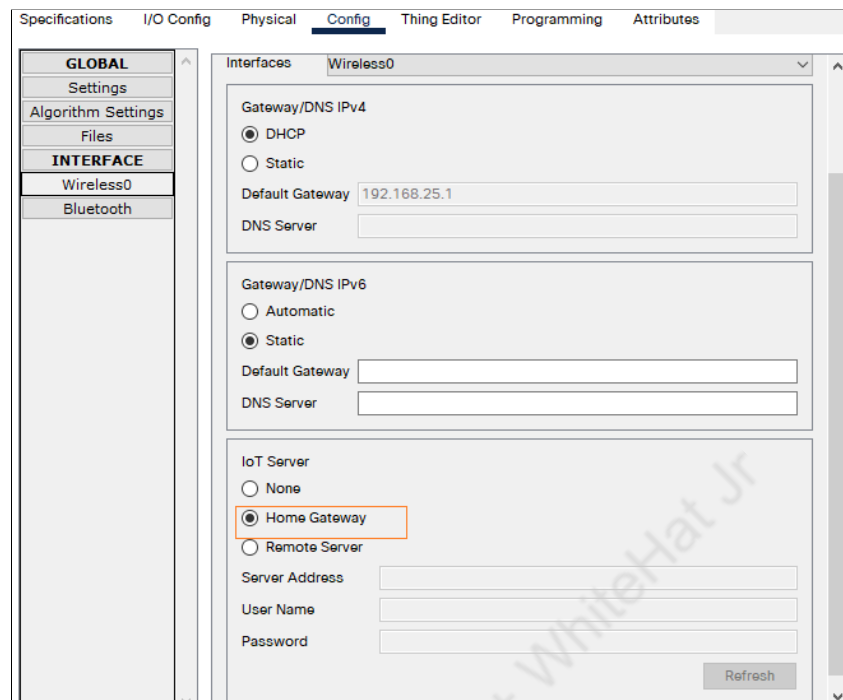 Specifications I/O Config Physical Config Thing Editor Programming Attributes
GLOBAL
Settings
Algorithm Settings
Files
INTERFACE
Wireless0
Bluetooth
Interfaces Wireless0
Gateway/DNS IPv4
DHCP
Static
Default Gateway 192.168.25.1
DNS Server
Gateway/DNS IPv6
Automatic
Static
Default Gateway
DNS Server
IoT Server
None
Home Gateway
Remote Server
Server Address
User Name
Password
Refresh
WhiteHat Jr